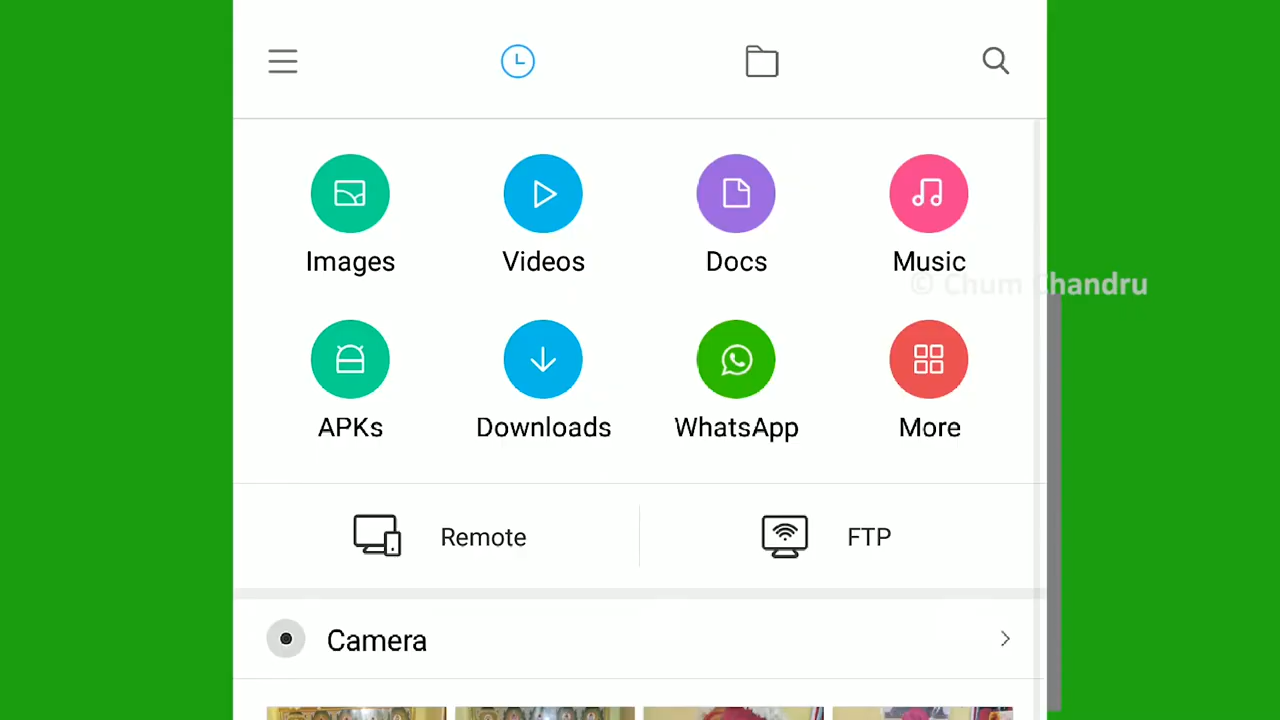 Images Videos Docs Music
© Chum Chandru
APKs Downloads WhatsApp More
Remote FTP
Camera